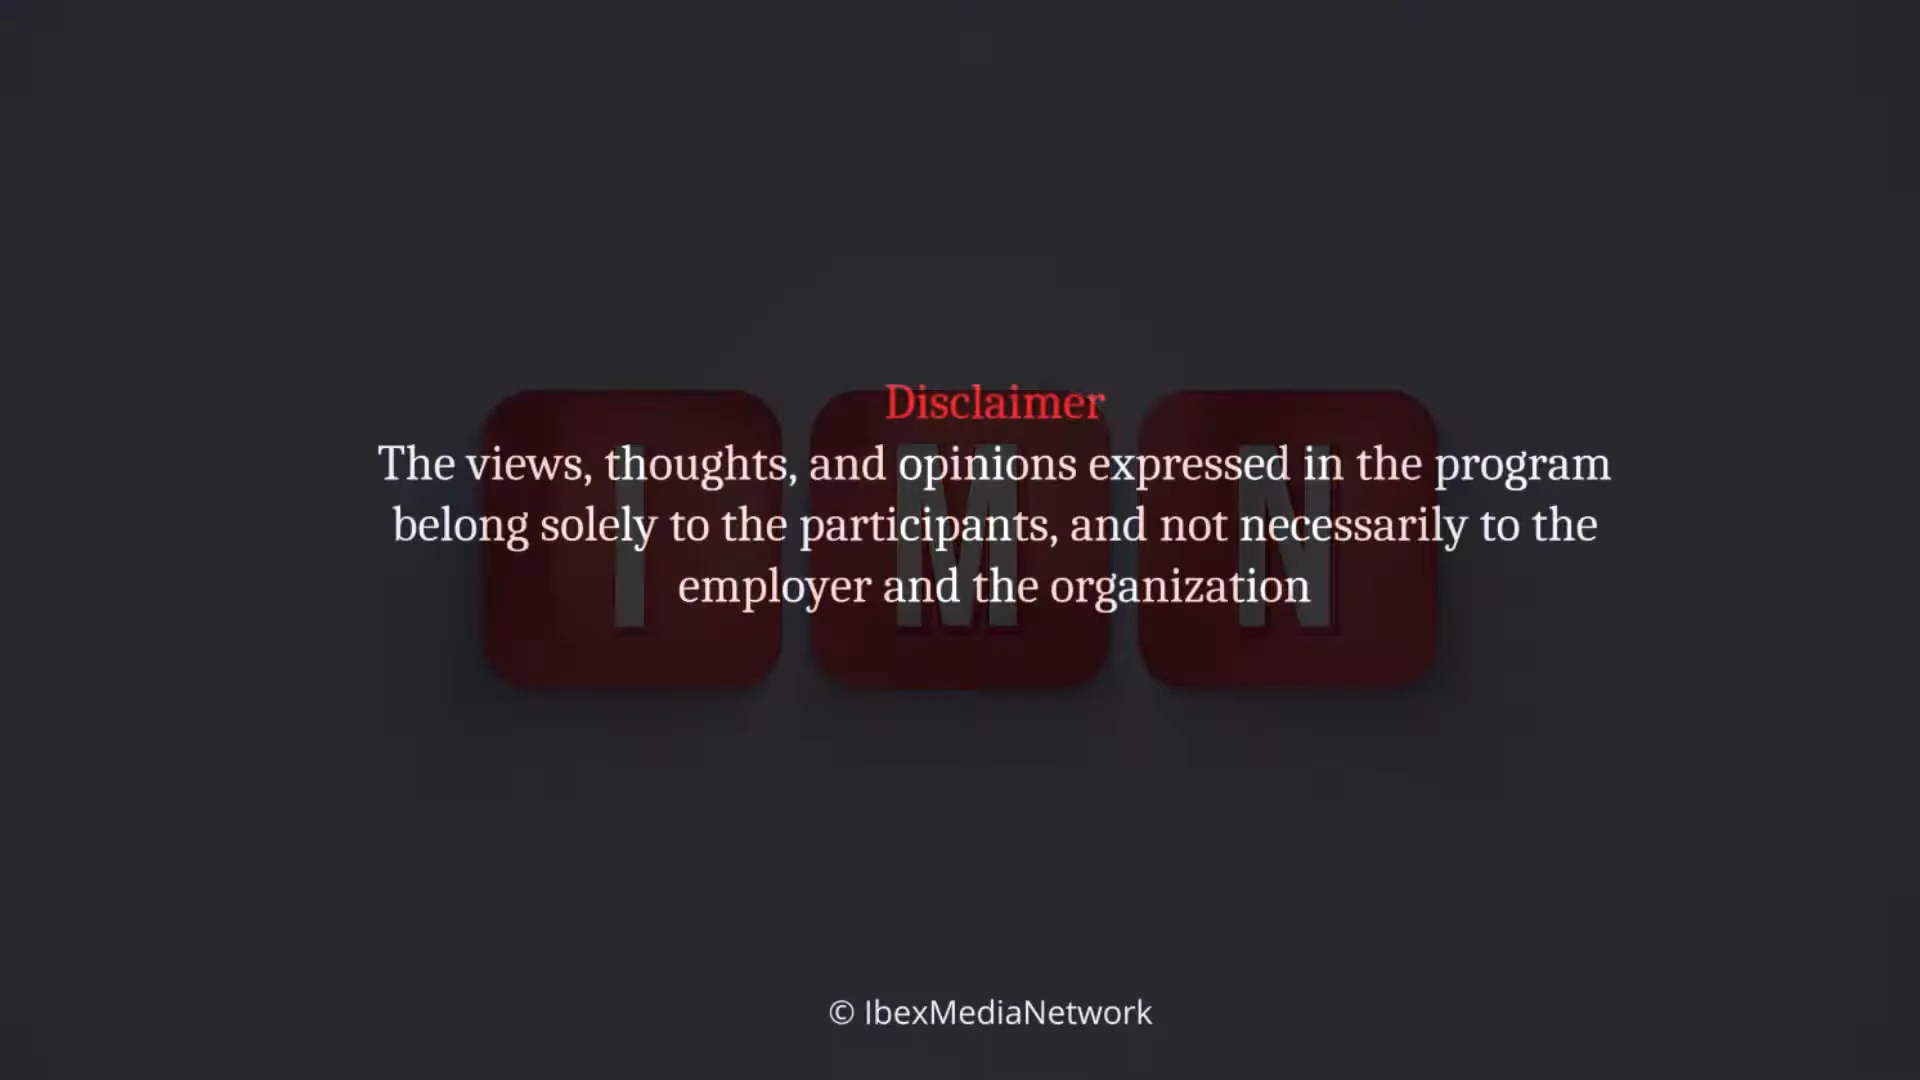 Disclaimer
The views, thoughts, and opinions expressed in the program
belong solely to the participants, and not necessarily to the
employer and the organization
I M N
© IbexMediaNetwork